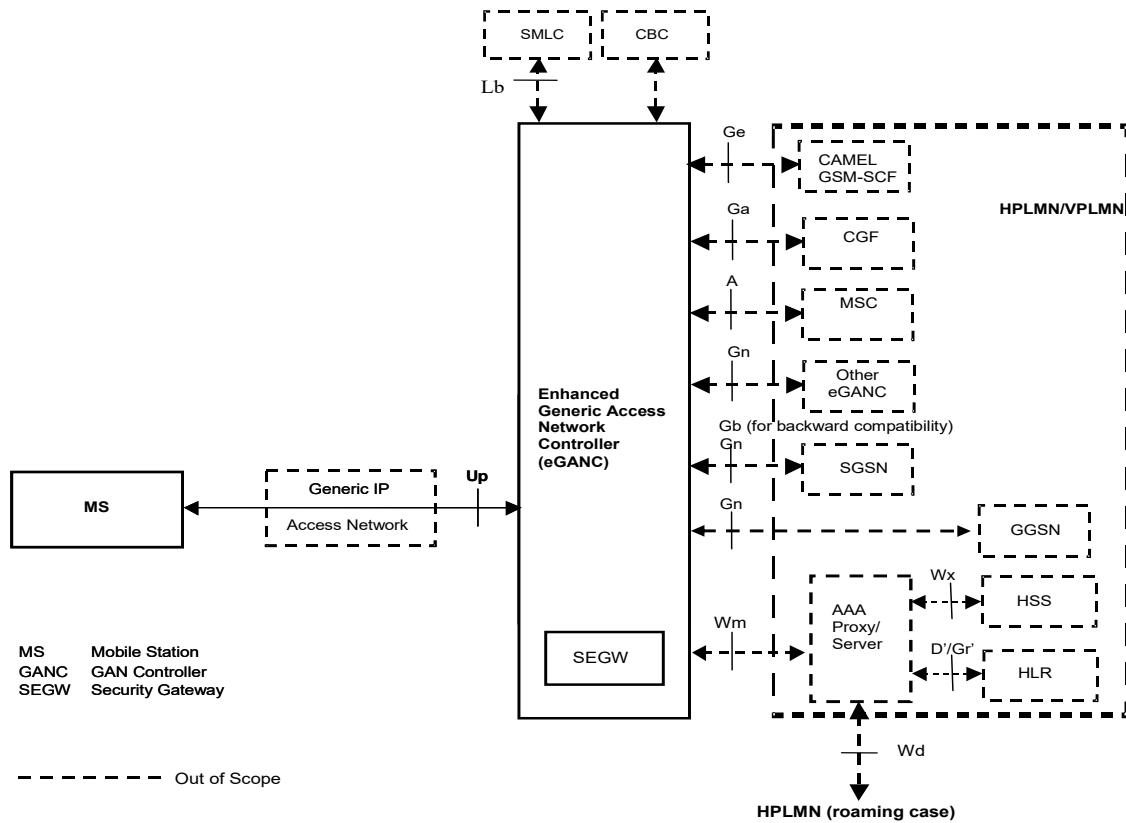 SMLC
CBC
Lb
Ge
CAMEL
GSM-SCF
HPLMN/VPLMN
Ga
CGF
A
MSC
Gn
Other
eGANC
Enhanced
Generic Access
Network
Controller
(eGANC)
Gb (for backward compatibility)
Gn
SGSN
Up
Generic IP
Access Network
MS
Gn
GGSN
Wx
HSS
AAA
Proxy/
Server
Wm
D’/Gr’
HLR
SEGW
MS Mobile Station
GANC GAN Controller
SEGW Security Gateway
Wd
Out of Scope
HPLMN (roaming case)